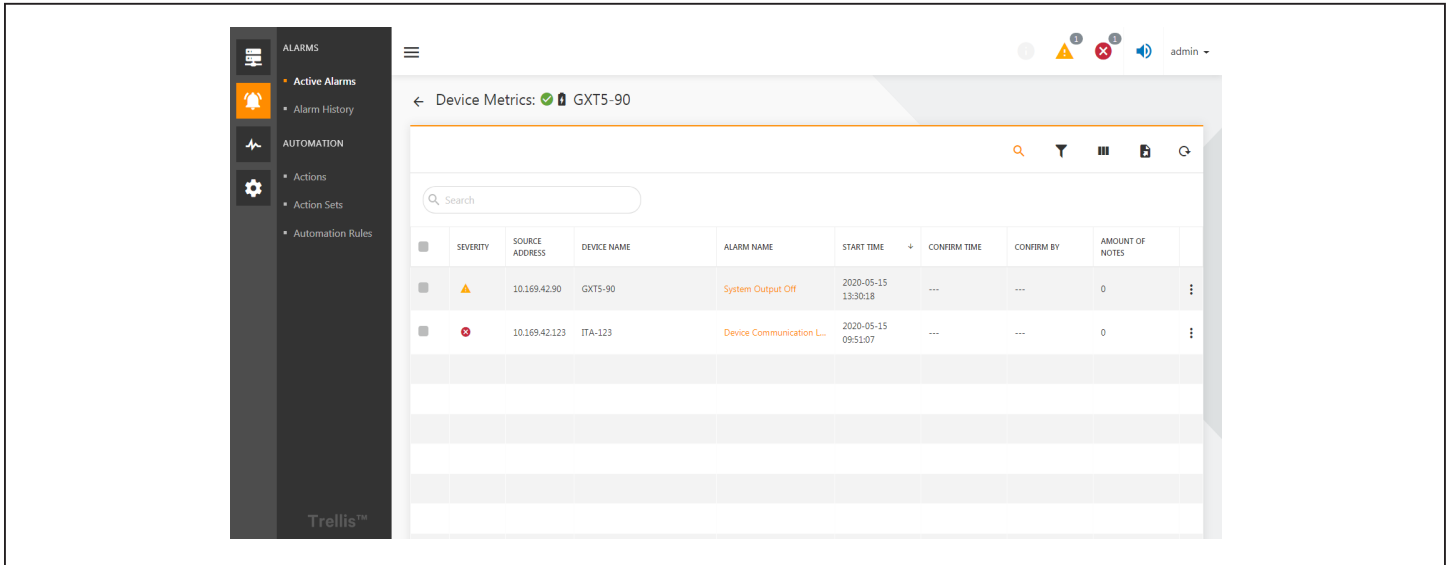 ALARMS
Active Alarms
Alarm History
AUTOMATION
Actions
Action Sets
Automation Rules
Trellis™
1
1
admin
Device Metrics: GXT5-90
Search
SEVERITY SOURCE ADDRESS DEVICE NAME ALARM NAME START TIME CONFIRM TIME CONFIRM BY AMOUNT OF NOTES
10.169.42.90 GXT5-90 System Output Off 2020-05-15 13:30:18 --- --- 0
10.169.42.123 ITA-123 Device Communication L... 2020-05-15 09:51:07 --- --- 0